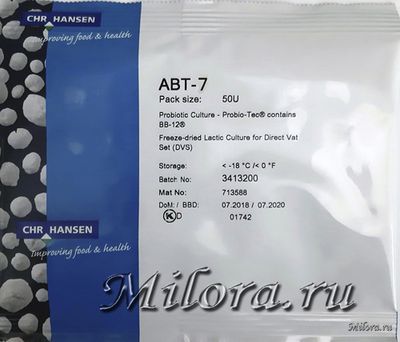 CHR HANSEN
Improving food & health
ABT-7
Pack size: 50U
Probiotic Culture - Probio-Tec® contains
BB-12®
Freeze-dried Lactic Culture for Direct Vat
Set (DVS)
Storage: < -18 °C /< 0 °F
Batch No: 3413200
Mat No: 713588
DoM: / BBD: 07.2018 / 07.2020
K D 01742
CHR HANSEN
Improving food & health
Milora.ru
http://milora.ru